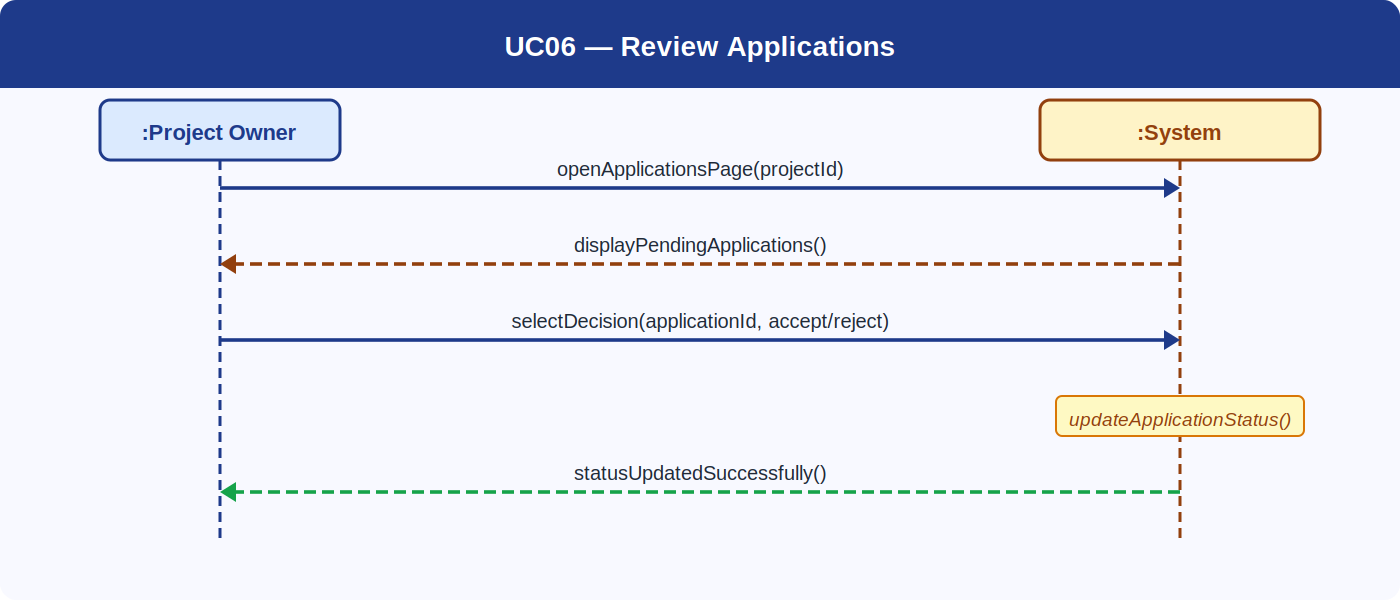 UC06 — Review Applications
:Project Owner
:System
openApplicationsPage(projectId)
displayPendingApplications()
selectDecision(applicationId, accept/reject)
updateApplicationStatus()
statusUpdatedSuccessfully()